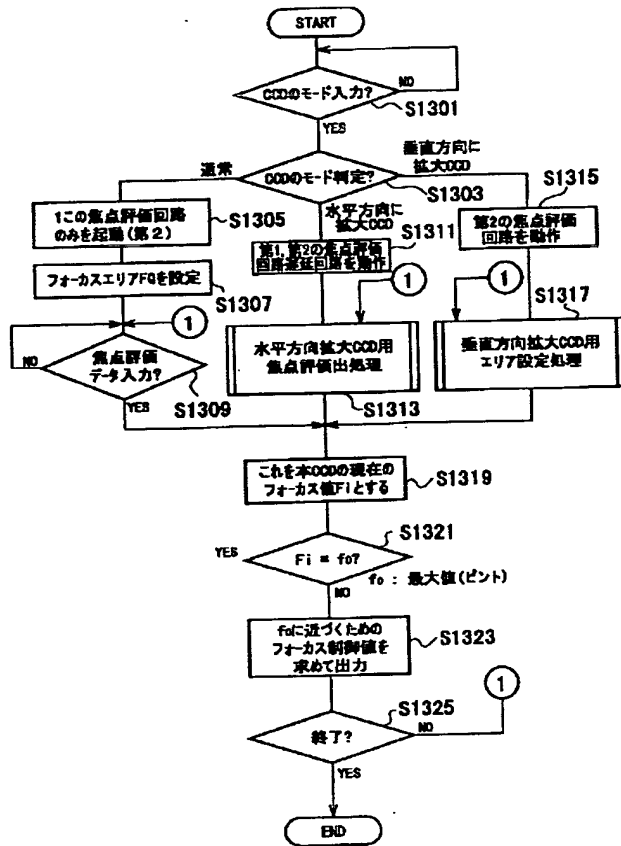 START
CCDのモード入力?
NO
S1301
YES
CCDのモード判定?
S1303
通常
水平方向に
拡大CCD
垂直方向に
拡大CCD
1この焦点評価回路
のみを起動(第2)
S1305
フォーカスエリアFQを設定
S1307
①
焦点評価
データ入力?
NO
YES
S1309
第1,第2の焦点評価
回路遅延回路を動作
S1311
①
水平方向拡大CCD用
焦点評価出処理
S1313
第2の焦点評価
回路を動作
S1315
①
垂直方向拡大CCD用
エリア設定処理
S1317
これを本CCDの現在の
フォーカス値Fiとする
S1319
Fi = fo?
S1321
YES
NO
fo : 最大値(ピント)
foに近づくための
フォーカス制御値を
求めて出力
S1323
①
終了?
S1325
NO
YES
END